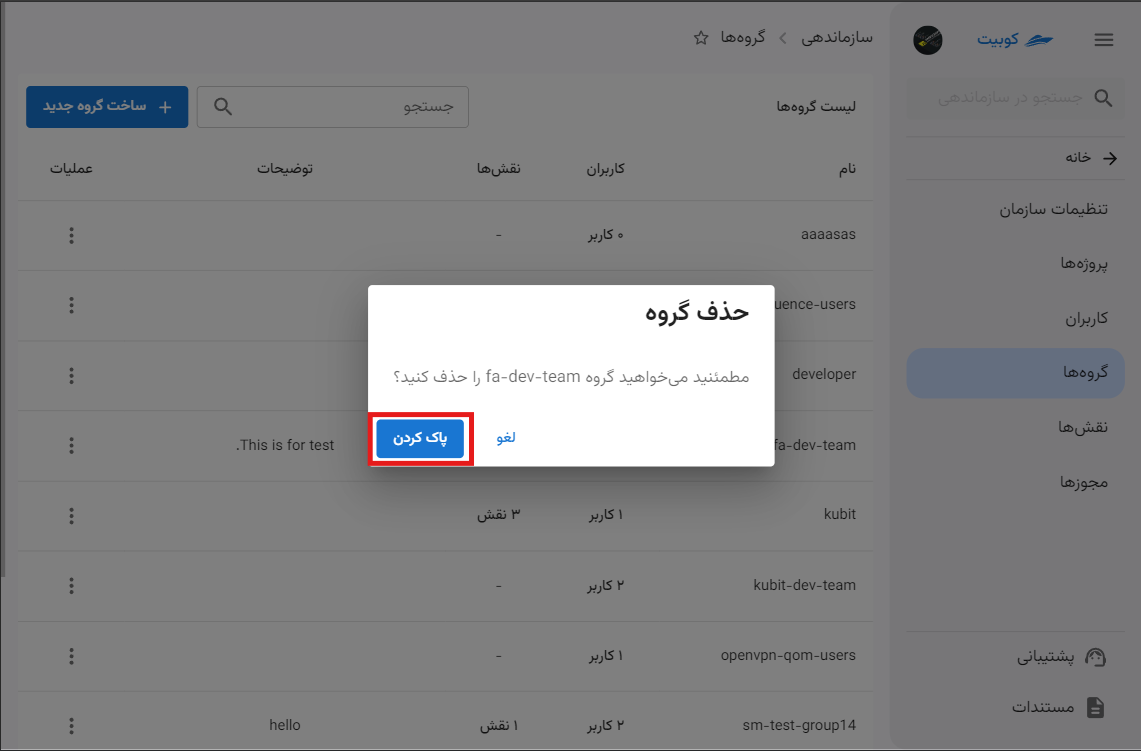 کوبیت
جستجو در سازماندهی
خانه
تنظیمات سازمان
پروژه‌ها
کاربران
گروه‌ها
نقش‌ها
مجوزها
پشتیبانی
مستندات
سازماندهی > گروه‌ها
لیست گروه‌ها
جستجو
ساخت گروه جدید
نام کاربران نقش‌ها توضیحات عملیات
aaaasas ۰ کاربر -
uence-users
developer
fa-dev-team This is for test.
kubit ۱ کاربر ۳ نقش
kubit-dev-team ۲ کاربر -
openvpn-qom-users ۱ کاربر -
sm-test-group14 ۲ کاربر ۱ نقش hello
حذف گروه
مطمئنید می‌خواهید گروه fa-dev-team را حذف کنید؟
لغو
پاک کردن